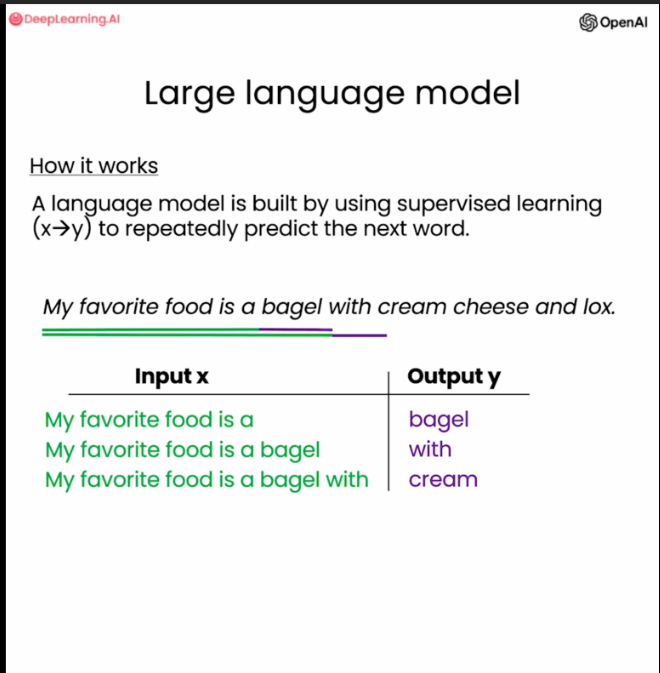 DeepLearning.AI
OpenAI
Large language model
How it works
A language model is built by using supervised learning
(x→y) to repeatedly predict the next word.
My favorite food is a bagel with cream cheese and lox.
Input x Output y
My favorite food is a bagel
My favorite food is a bagel with
My favorite food is a bagel with cream